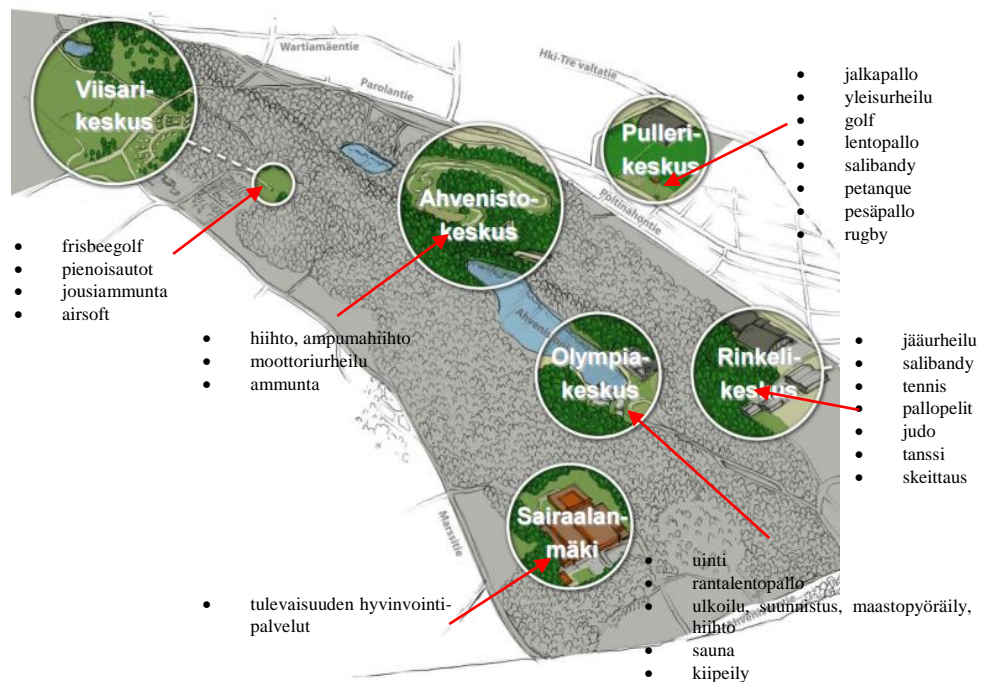 Wartiamäentie
Parolantie
Hki-Tre valtatie
Viisari-
keskus
Pulleri-
keskus
• jalkapallo
• yleisurheilu
• golf
• lentopallo
• salibandy
• petanque
• pesäpallo
• rugby
Ahvenisto-
keskus
Poltinahontie
• frisbeegolf
• pienoisautot
• jousiammunta
• airsoft
• hiihto, ampumahiihto
• moottoriurheilu
• ammunta
Olympia-
keskus
Rinkeli-
keskus
• jääurheilu
• salibandy
• tennis
• pallopelit
• judo
• tanssi
• skeittaus
Marssitie
Sairaalan-
mäki
• tulevaisuuden hyvinvointi-
palvelut
• uinti
• rantalentopallo
• ulkoilu, suunnistus, maastopyöräily,
hiihto
• sauna
• kiipeily